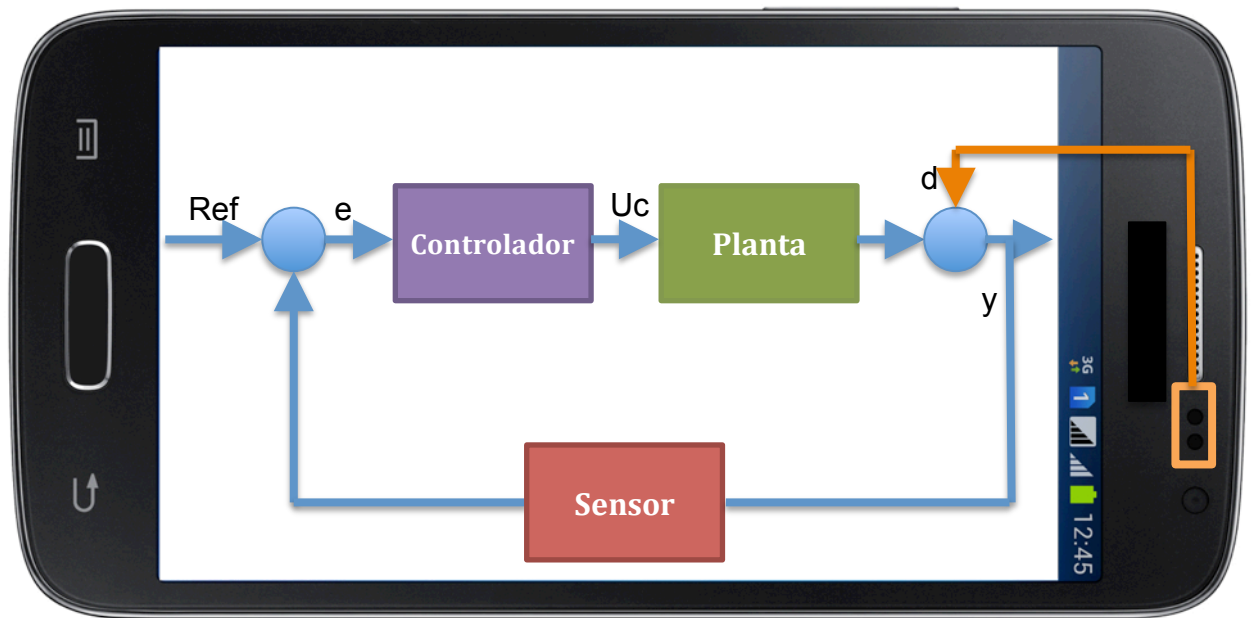 Ref
e
Controlador
Uc
Planta
d
y
Sensor
3G
1
12:45